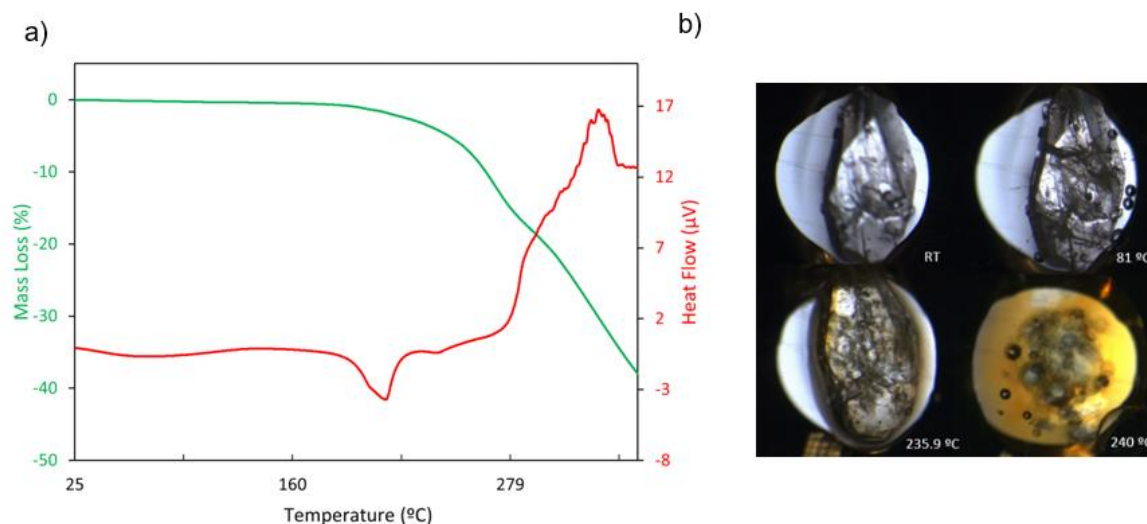 a)
b)
0
-10
-20
-30
-40
-50
Mass Loss (%)
17
12
7
2
-3
-8
Heat Flow (µV)
25
160
279
Temperature (ºC)
RT
81 ºC
235.9 ºC
240 ºC